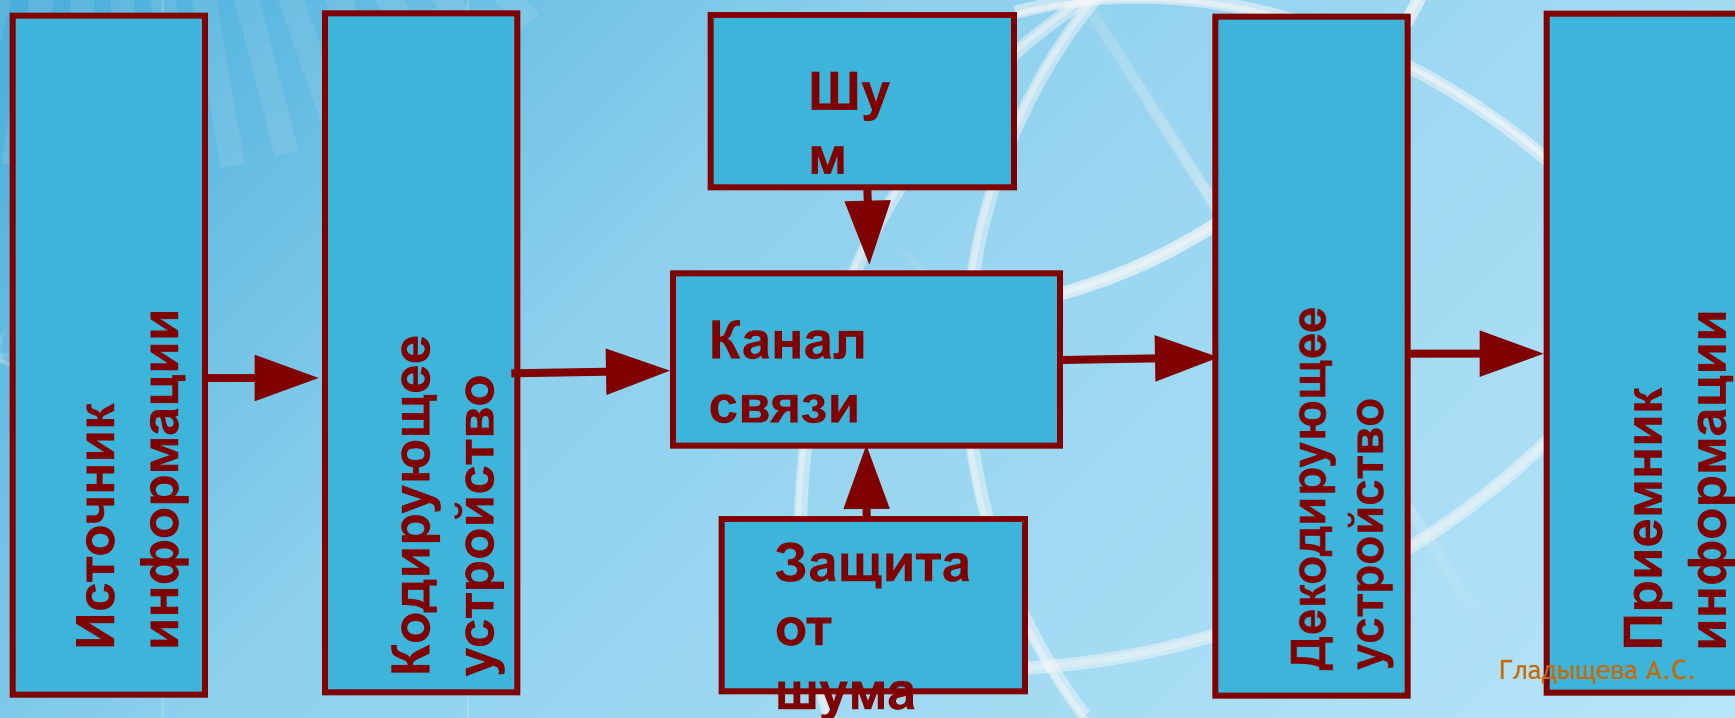 Источник
информации
Кодирующее
устройство
Шу
м
Канал
связи
Защита
от
шума
Декодирующее
устройство
Приемник
информации
Гладыщева А.С.